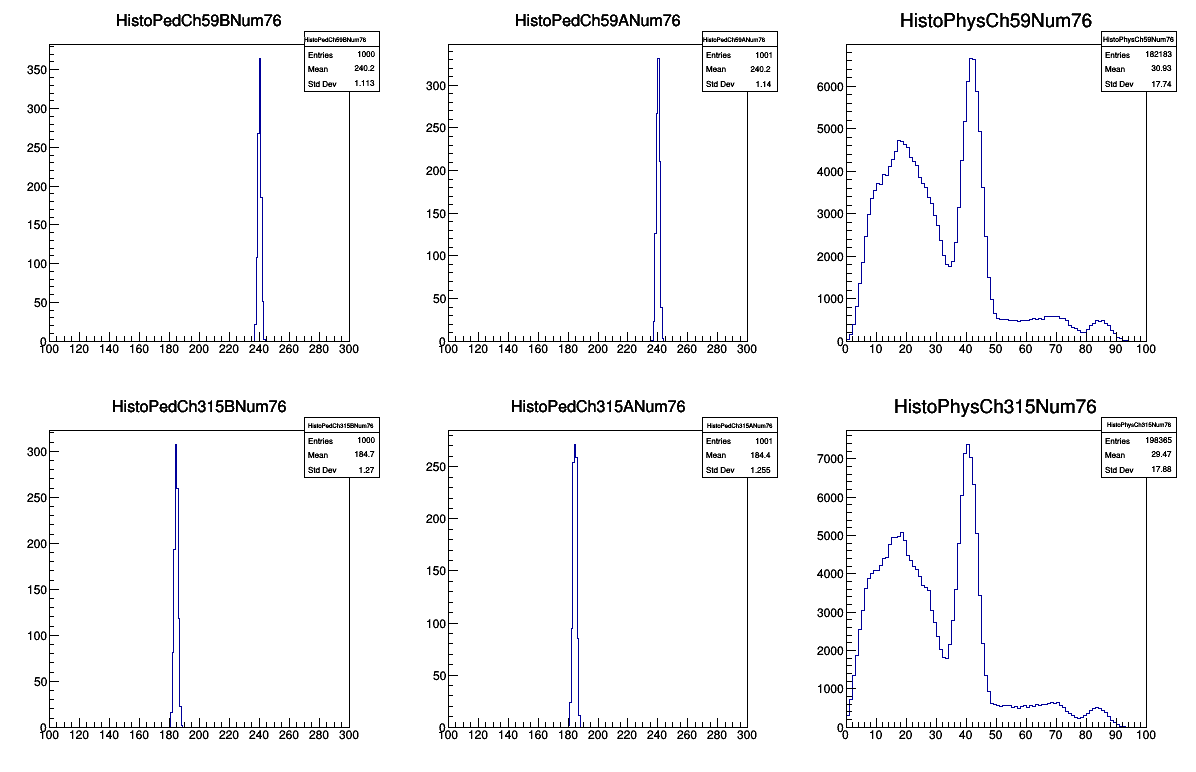 HistoPedCh59BNum76
HistoPedCh59BNum76
Entries 1000
Mean 240.2
Std Dev 1.113
350
300
250
200
150
100
50
0
100 120 140 160 180 200 220 240 260 280 300
HistoPedCh59ANum76
HistoPedCh59ANum76
Entries 1001
Mean 240.2
Std Dev 1.14
300
250
200
150
100
50
0
100 120 140 160 180 200 220 240 260 280 300
HistoPhysCh59Num76
HistoPhysCh59Num76
Entries 182183
Mean 30.93
Std Dev 17.74
6000
5000
4000
3000
2000
1000
0
0 10 20 30 40 50 60 70 80 90 100
HistoPedCh315BNum76
HistoPedCh315BNum76
Entries 1000
Mean 184.7
Std Dev 1.27
300
250
200
150
100
50
0
100 120 140 160 180 200 220 240 260 280 300
HistoPedCh315ANum76
HistoPedCh315ANum76
Entries 1001
Mean 184.4
Std Dev 1.255
250
200
150
100
50
0
100 120 140 160 180 200 220 240 260 280 300
HistoPhysCh315Num76
HistoPhysCh315Num76
Entries 198365
Mean 29.47
Std Dev 17.88
7000
6000
5000
4000
3000
2000
1000
0
0 10 20 30 40 50 60 70 80 90 100